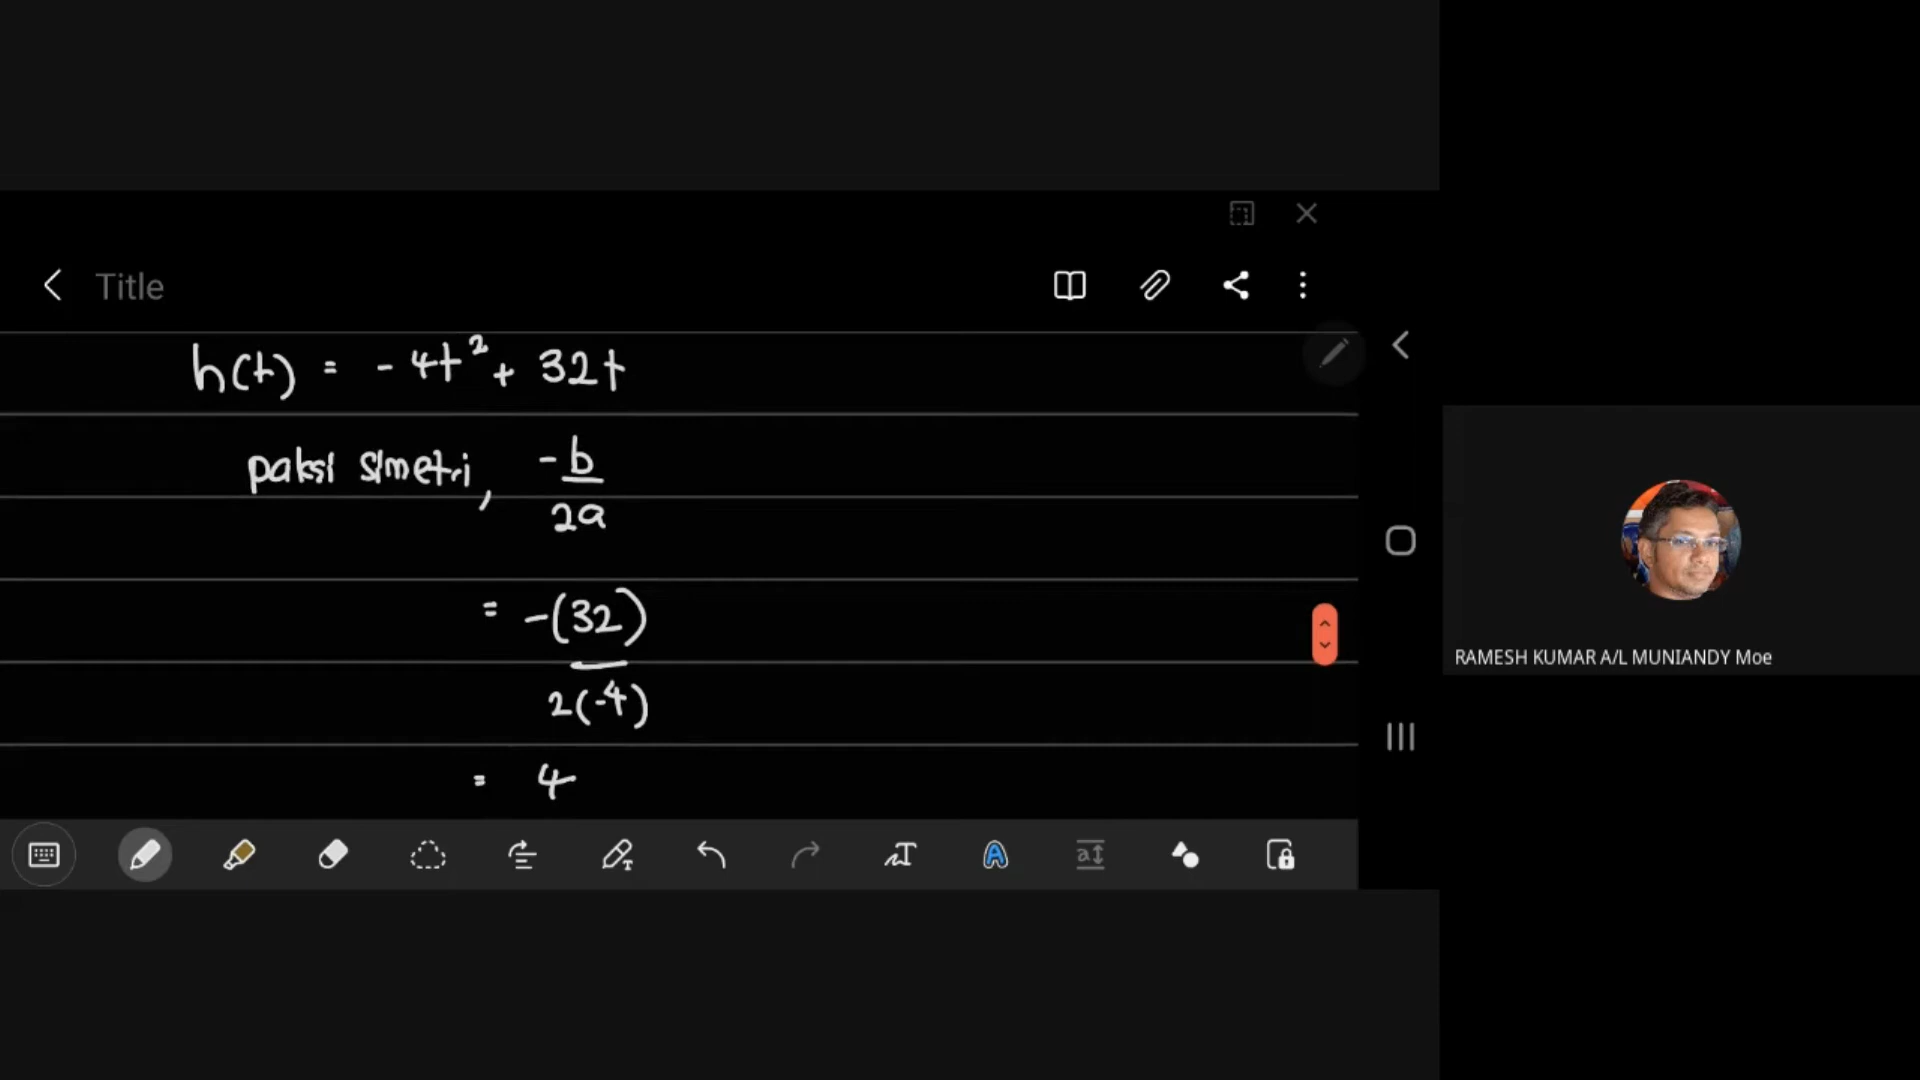 Title
h(t) = -4t² + 32t
paksi simetri, -b/2a
= -(32)/2(-4)
= 4
RAMESH KUMAR A/L MUNIANDY Moe